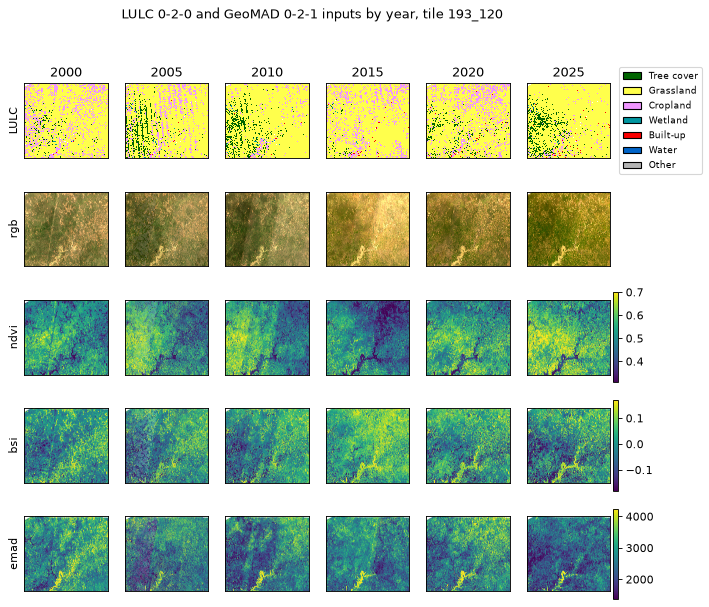 LULC 0-2-0 and GeoMAD 0-2-1 inputs by year, tile 193_120
2000 2005 2010 2015 2020 2025
LULC
Tree cover
Grassland
Cropland
Wetland
Built-up
Water
Other
rgb
ndvi
0.7
0.6
0.5
0.4
bsi
0.1
0.0
−0.1
emad
4000
3000
2000